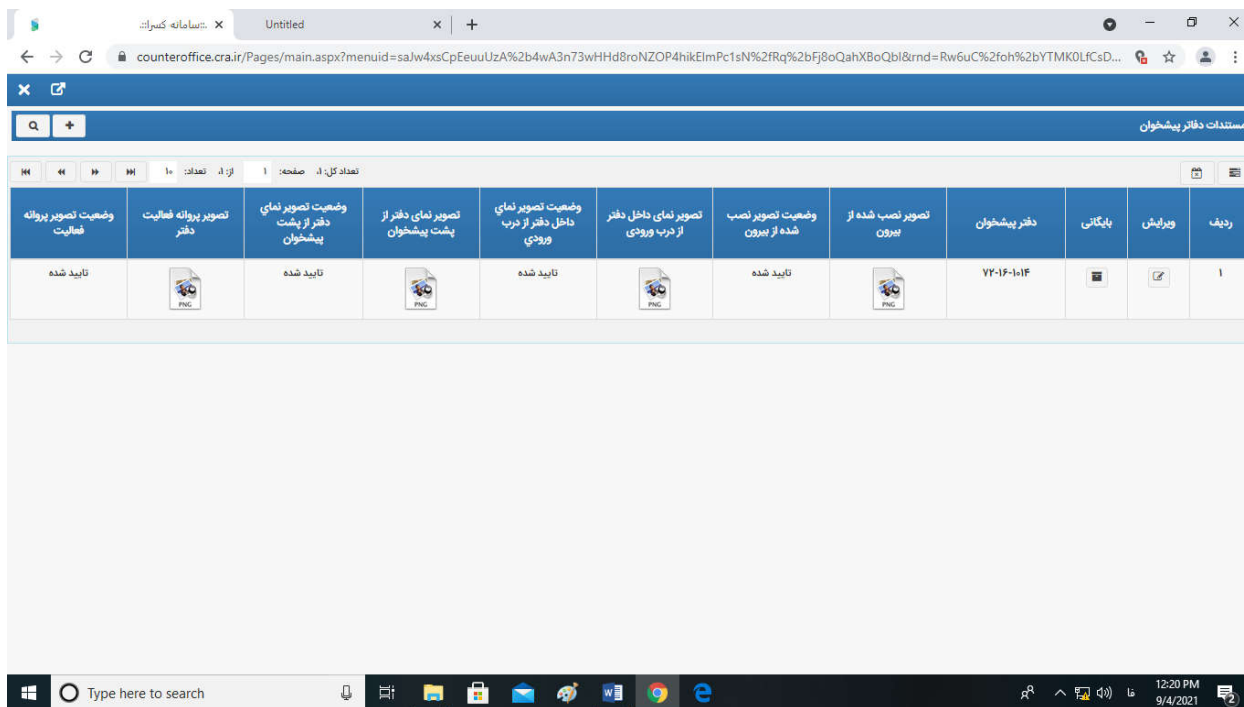 .::سامانه کسرا::.
Untitled
counteroffice.cra.ir/Pages/main.aspx?menuid=saJw4xsCpEeuuUzA%2b4wA3n73wHHd8roNZOP4hikEImPc1sN%2fRq%2bFj8oQahXBoQbI&rnd=Rw6uC%2foh%2bYTMK0LfCsD...
مستندات دفاتر پیشخوان
تعداد کل: ۱، صفحه: ۱ از: ۱، تعداد: ۱۰
ردیف
ویرایش
بایگانی
دفتر پیشخوان
تصویر نصب شده از
بیرون
وضعیت تصویر نصب
شده از بیرون
تصویر نمای داخل دفتر
از درب ورودی
وضعیت تصویر نمای
داخل دفتر از درب
ورودي
تصویر نمای دفتر از
پشت پیشخوان
وضعیت تصویر نمای
دفتر از پشت
پیشخوان
تصویر پروانه فعالیت
دفتر
وضعیت تصویر پروانه
فعالیت
۱
۷۲-۱۶-۱۰۱۴
PNG
تایید شده
PNG
تایید شده
PNG
تایید شده
PNG
تایید شده
Type here to search
فا
12:20 PM
9/4/2021
2